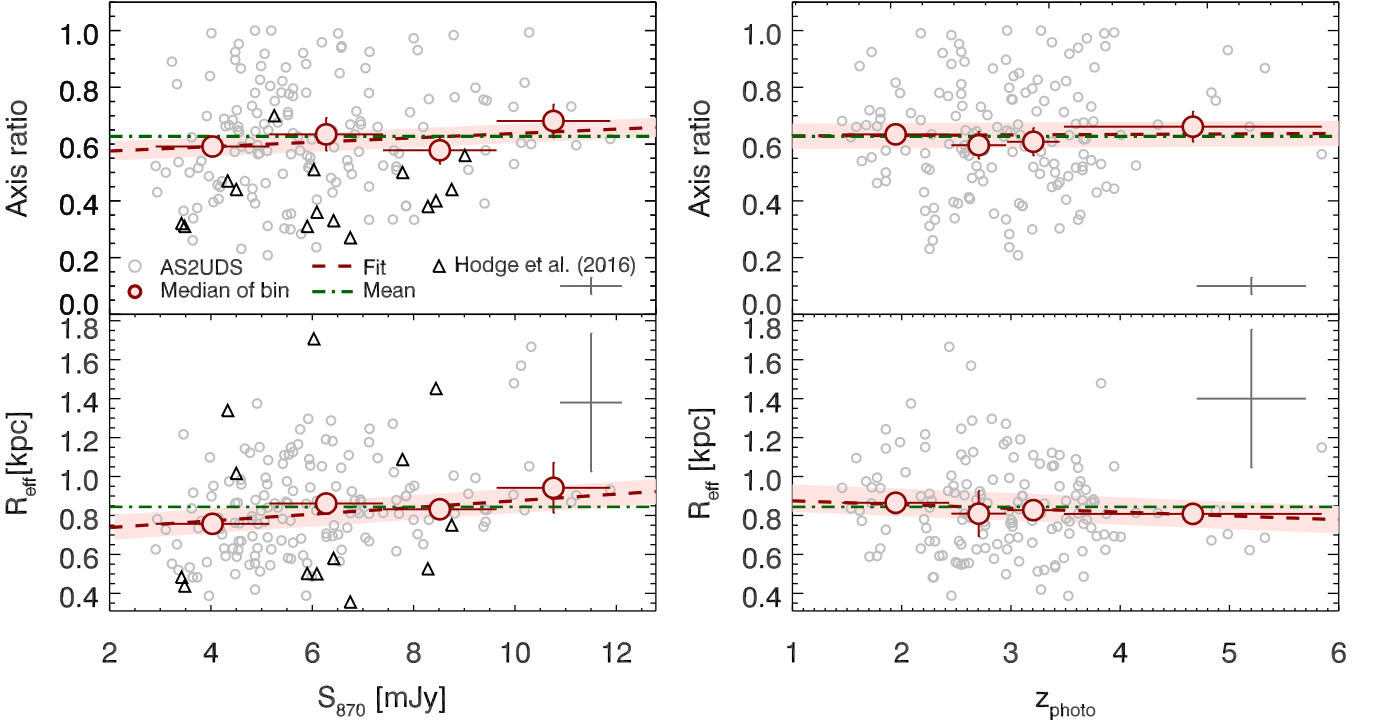 1.0
0.8
0.6
0.4
0.2
0.0
Axis ratio
AS2UDS
Fit
Hodge et al. (2016)
Median of bin
Mean
1.0
0.8
0.6
0.4
0.2
0.0
Axis ratio
1.8
1.6
1.4
1.2
1.0
0.8
0.6
0.4
Reff[kpc]
2 4 6 8 10 12
S870 [mJy]
1.8
1.6
1.4
1.2
1.0
0.8
0.6
0.4
Reff [kpc]
1 2 3 4 5 6
zphoto